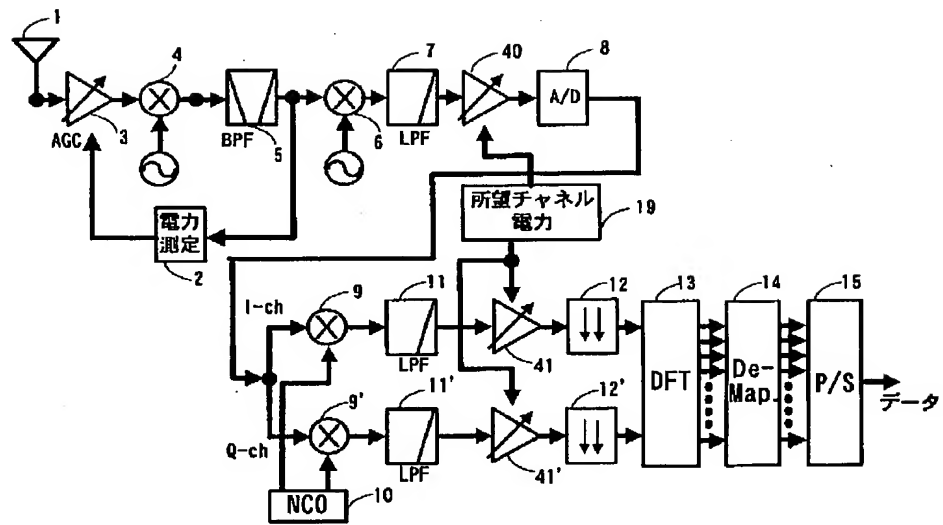 1
4
7
40
8
A/D
AGC
3
BPF
5
6
LPF
電力
測定
2
所望チャネル
電力
19
I-ch
9
11
LPF
41
12
13
14
15
DFT
De-
Map.
P/S
データ
Q-ch
9'
11'
LPF
41'
12'
NCO
10